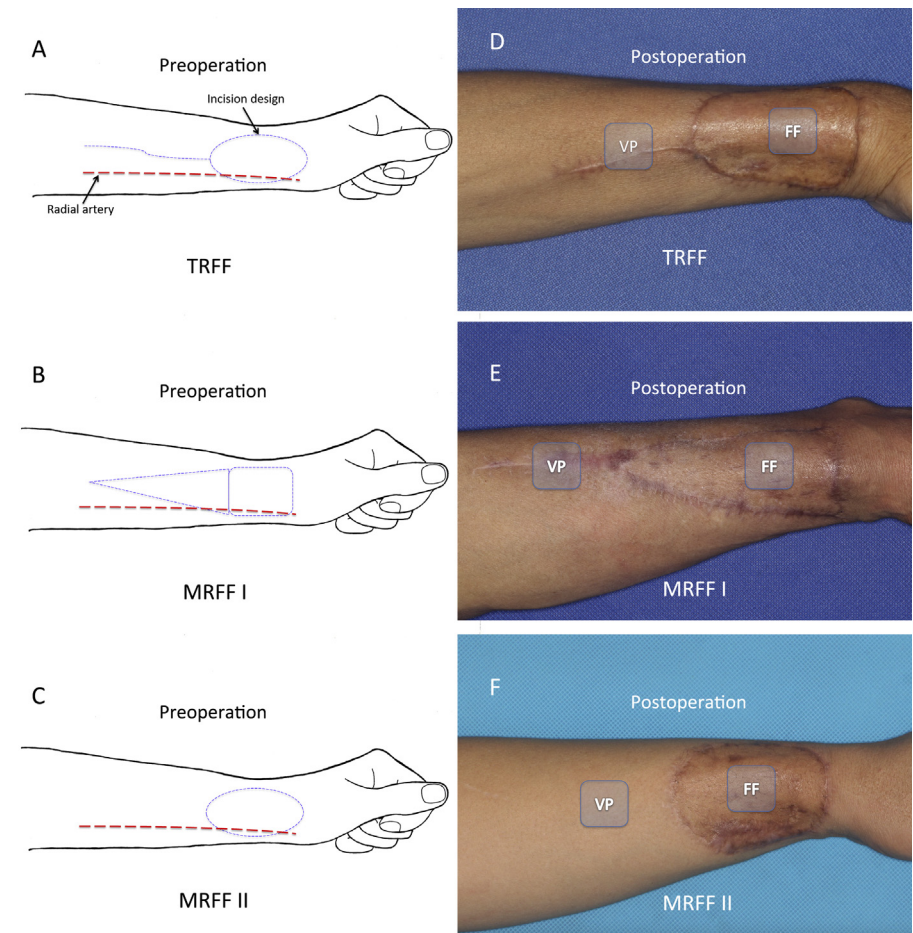 A
Preoperation
Incision design
Radial artery
TRFF
D
Postoperation
VP
FF
TRFF
B
Preoperation
MRFF I
E
Postoperation
VP
FF
MRFF I
C
Preoperation
MRFF II
F
Postoperation
VP
FF
MRFF II